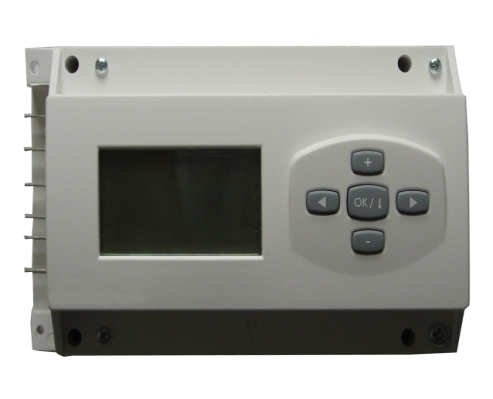 +
◀ OK/⭣ ▶
-